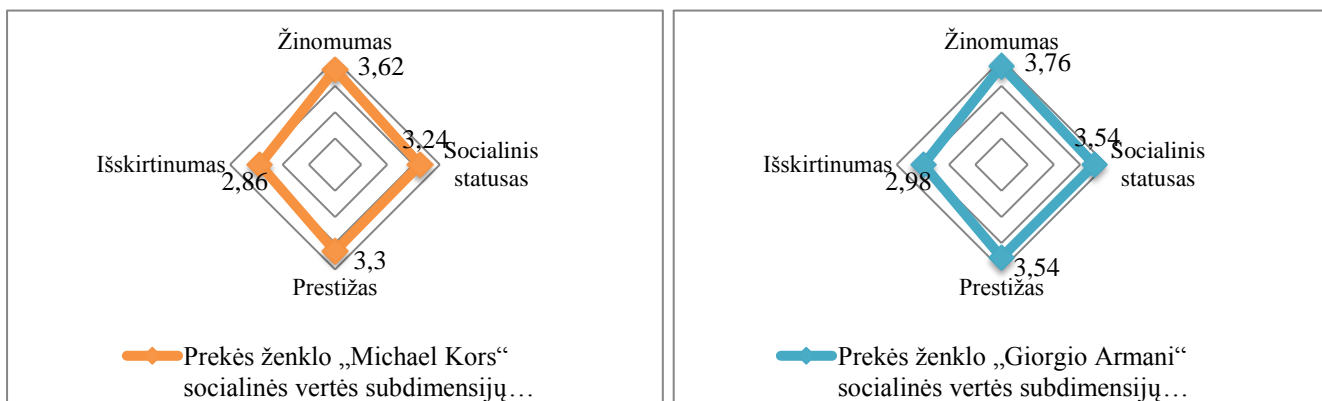 Žinomumas
3,62
3,24
Socialinis
statusas
Išskirtinumas
2,86
3,3
Prestižas
Prekės ženklo „Michael Kors“
socialinės vertės subdimensijų…
Žinomumas
3,76
3,54
Socialinis
statusas
Išskirtinumas
2,98
3,54
Prestižas
Prekės ženklo „Giorgio Armani“
socialinės vertės subdimensijų…